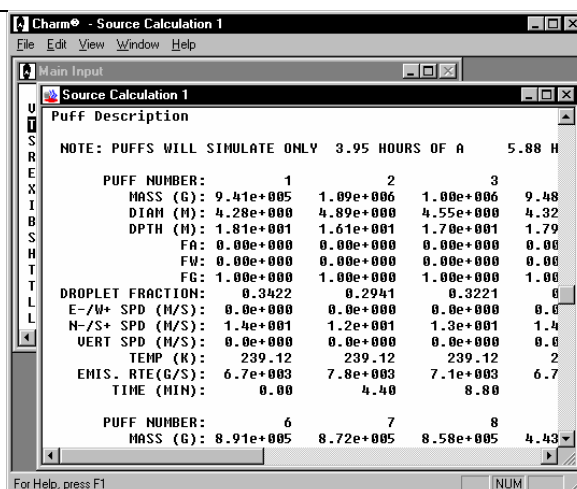 Charm® - Source Calculation 1
File Edit View Window Help
Main Input
Source Calculation 1
Puff Description
NOTE: PUFFS WILL SIMULATE ONLY 3.95 HOURS OF A 5.88 H
PUFF NUMBER: 1 2 3
MASS (G): 9.41e+005 1.09e+006 1.00e+006 9.48
DIAM (M): 4.28e+000 4.89e+000 4.55e+000 4.32
DPTH (M): 1.81e+001 1.61e+001 1.70e+001 1.79
FA: 0.00e+000 0.00e+000 0.00e+000 0.00
FW: 0.00e+000 0.00e+000 0.00e+000 0.00
FG: 1.00e+000 1.00e+000 1.00e+000 1.00
DROPLET FRACTION: 0.3422 0.2941 0.3221 0
E-/W+ SPD (M/S): 0.0e+000 0.0e+000 0.0e+000 0.0
N-/S+ SPD (M/S): 1.4e+001 1.2e+001 1.3e+001 1.4
VERT SPD (M/S): 0.0e+000 0.0e+000 0.0e+000 0.0
TEMP (K): 239.12 239.12 239.12 2
EMIS. RTE(G/S): 6.7e+003 7.8e+003 7.1e+003 6.7
TIME (MIN): 0.00 4.40 8.80
PUFF NUMBER: 6 7 8
MASS (G): 8.91e+005 8.72e+005 8.58e+005 4.43
For Help, press F1
NUM